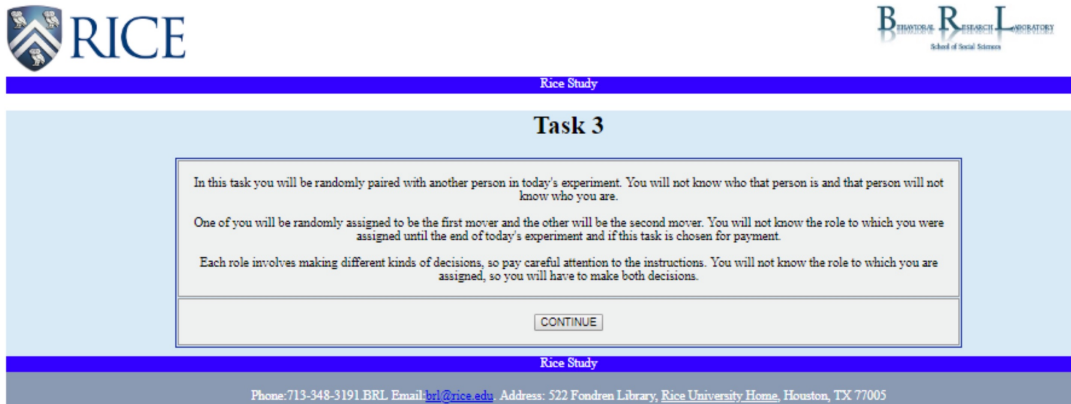 RICE
BEHAVIORAL RESEARCH LABORATORY
School of Social Sciences
Rice Study
Task 3
In this task you will be randomly paired with another person in today's experiment. You will not know who that person is and that person will not
know who you are.
One of you will be randomly assigned to be the first mover and the other will be the second mover. You will not know the role to which you were
assigned until the end of today's experiment and if this task is chosen for payment.
Each role involves making different kinds of decisions, so pay careful attention to the instructions. You will not know the role to which you are
assigned, so you will have to make both decisions.
CONTINUE
Rice Study
Phone:713-348-3191.BRL Email:brl@rice.edu. Address: 522 Fondren Library, Rice University Home, Houston, TX 77005